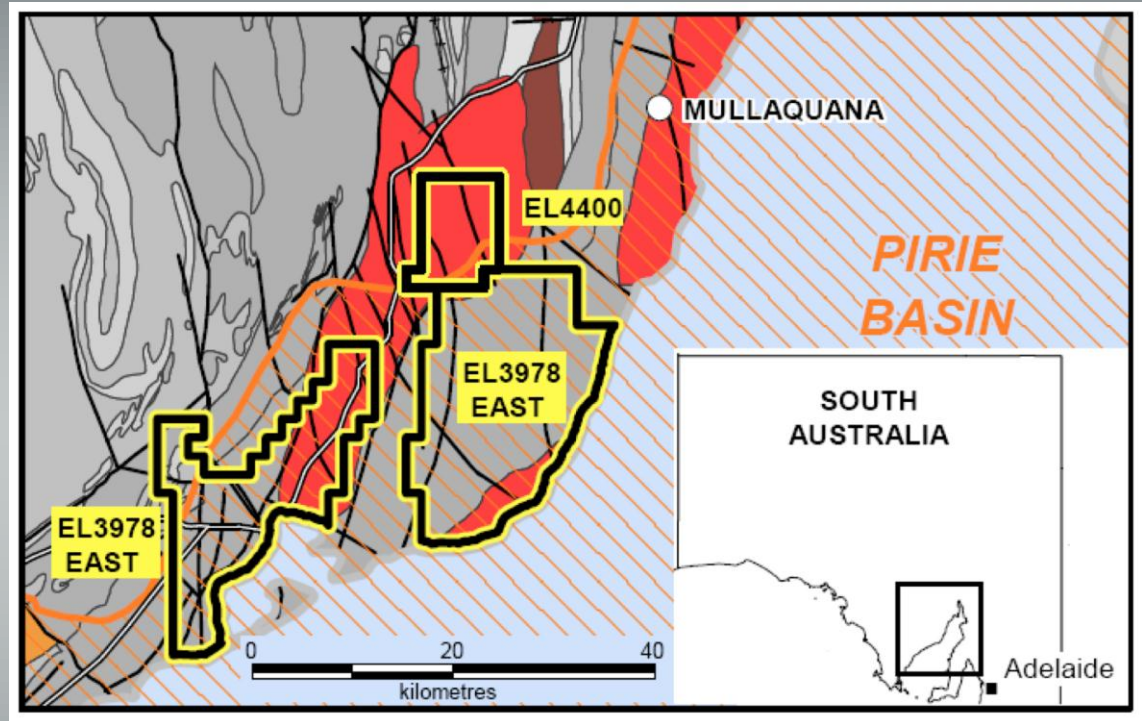 MULLAQUANA
EL4400
PIRIE
BASIN
EL3978
EAST
SOUTH
AUSTRALIA
EL3978
EAST
0 20 40
kilometres
Adelaide